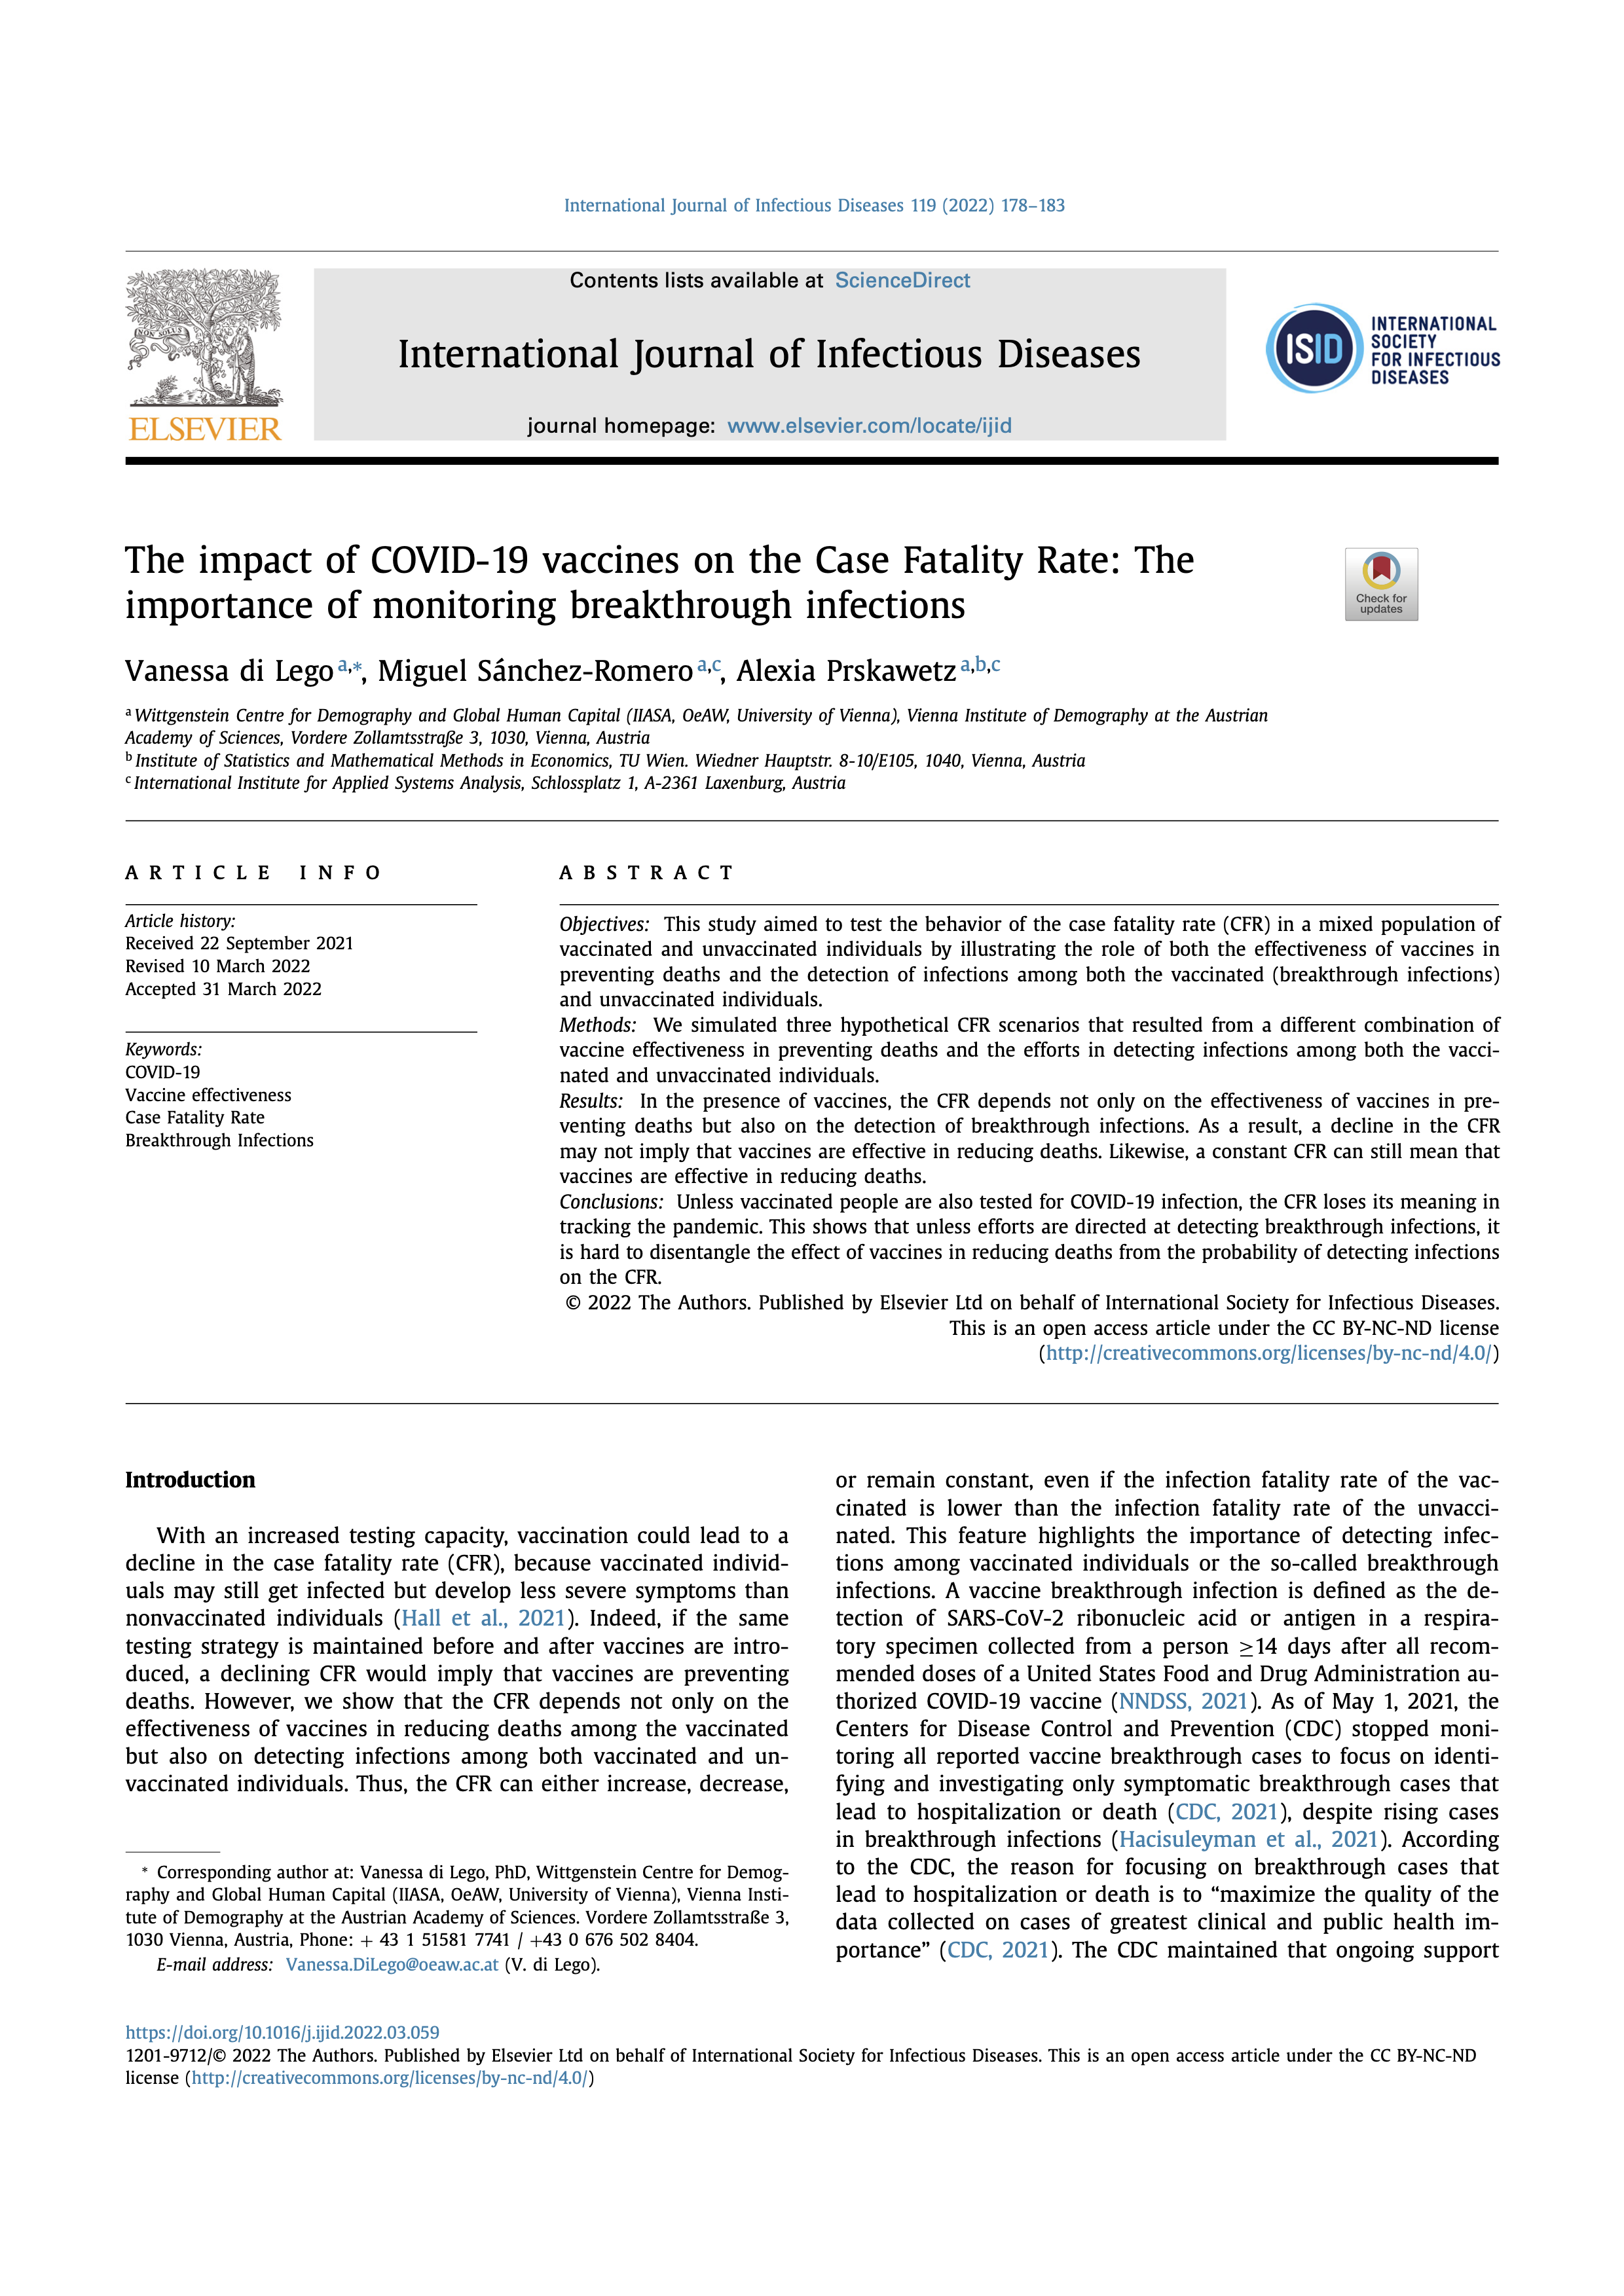 International Journal of Infectious Diseases 119 (2022) 178–183
Contents lists available at ScienceDirect
International Journal of Infectious Diseases
journal homepage: www.elsevier.com/locate/ijid
NON SOLUS
ELSEVIER
ISID
INTERNATIONAL
SOCIETY
FOR INFECTIOUS
DISEASES
The impact of COVID-19 vaccines on the Case Fatality Rate: The
importance of monitoring breakthrough infections
Check for
updates
Vanessa di Lego a,∗, Miguel Sánchez-Romero a,c, Alexia Prskawetz a,b,c
a Wittgenstein Centre for Demography and Global Human Capital (IIASA, OeAW, University of Vienna), Vienna Institute of Demography at the Austrian
Academy of Sciences, Vordere Zollamtsstraße 3, 1030, Vienna, Austria
b Institute of Statistics and Mathematical Methods in Economics, TU Wien. Wiedner Hauptstr. 8-10/E105, 1040, Vienna, Austria
c International Institute for Applied Systems Analysis, Schlossplatz 1, A-2361 Laxenburg, Austria
ARTICLE INFO
Article history:
Received 22 September 2021
Revised 10 March 2022
Accepted 31 March 2022
Keywords:
COVID-19
Vaccine effectiveness
Case Fatality Rate
Breakthrough Infections
ABSTRACT
Objectives: This study aimed to test the behavior of the case fatality rate (CFR) in a mixed population of
vaccinated and unvaccinated individuals by illustrating the role of both the effectiveness of vaccines in
preventing deaths and the detection of infections among both the vaccinated (breakthrough infections)
and unvaccinated individuals.
Methods: We simulated three hypothetical CFR scenarios that resulted from a different combination of
vaccine effectiveness in preventing deaths and the efforts in detecting infections among both the vacci-
nated and unvaccinated individuals.
Results: In the presence of vaccines, the CFR depends not only on the effectiveness of vaccines in pre-
venting deaths but also on the detection of breakthrough infections. As a result, a decline in the CFR
may not imply that vaccines are effective in reducing deaths. Likewise, a constant CFR can still mean that
vaccines are effective in reducing deaths.
Conclusions: Unless vaccinated people are also tested for COVID-19 infection, the CFR loses its meaning in
tracking the pandemic. This shows that unless efforts are directed at detecting breakthrough infections, it
is hard to disentangle the effect of vaccines in reducing deaths from the probability of detecting infections
on the CFR.
© 2022 The Authors. Published by Elsevier Ltd on behalf of International Society for Infectious Diseases.
This is an open access article under the CC BY-NC-ND license
(http://creativecommons.org/licenses/by-nc-nd/4.0/)
Introduction
With an increased testing capacity, vaccination could lead to a
decline in the case fatality rate (CFR), because vaccinated individ-
uals may still get infected but develop less severe symptoms than
nonvaccinated individuals (Hall et al., 2021). Indeed, if the same
testing strategy is maintained before and after vaccines are intro-
duced, a declining CFR would imply that vaccines are preventing
deaths. However, we show that the CFR depends not only on the
effectiveness of vaccines in reducing deaths among the vaccinated
but also on detecting infections among both vaccinated and un-
vaccinated individuals. Thus, the CFR can either increase, decrease,
∗ Corresponding author at: Vanessa di Lego, PhD, Wittgenstein Centre for Demog-
raphy and Global Human Capital (IIASA, OeAW, University of Vienna), Vienna Insti-
tute of Demography at the Austrian Academy of Sciences. Vordere Zollamtsstraße 3,
1030 Vienna, Austria, Phone: + 43 1 51581 7741 / +43 0 676 502 8404.
E-mail address: Vanessa.DiLego@oeaw.ac.at (V. di Lego).
or remain constant, even if the infection fatality rate of the vac-
cinated is lower than the infection fatality rate of the unvacci-
nated. This feature highlights the importance of detecting infec-
tions among vaccinated individuals or the so-called breakthrough
infections. A vaccine breakthrough infection is defined as the de-
tection of SARS-CoV-2 ribonucleic acid or antigen in a respira-
tory specimen collected from a person ≥14 days after all recom-
mended doses of a United States Food and Drug Administration au-
thorized COVID-19 vaccine (NNDSS, 2021). As of May 1, 2021, the
Centers for Disease Control and Prevention (CDC) stopped moni-
toring all reported vaccine breakthrough cases to focus on identi-
fying and investigating only symptomatic breakthrough cases that
lead to hospitalization or death (CDC, 2021), despite rising cases
in breakthrough infections (Hacisuleyman et al., 2021). According
to the CDC, the reason for focusing on breakthrough cases that
lead to hospitalization or death is to “maximize the quality of the
data collected on cases of greatest clinical and public health im-
portance” (CDC, 2021). The CDC maintained that ongoing support
https://doi.org/10.1016/j.ijid.2022.03.059
1201-9712/© 2022 The Authors. Published by Elsevier Ltd on behalf of International Society for Infectious Diseases. This is an open access article under the CC BY-NC-ND
license (http://creativecommons.org/licenses/by-nc-nd/4.0/)